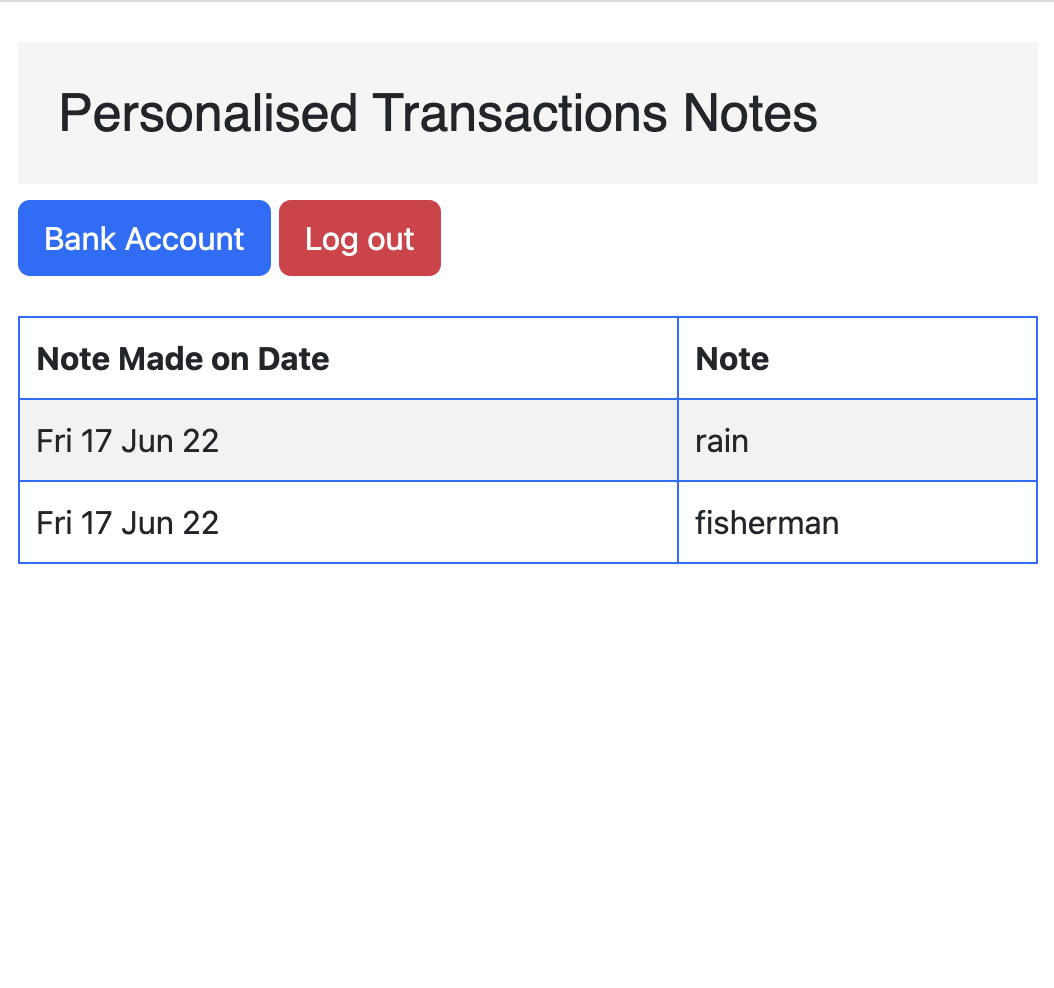 Personalised Transactions Notes
Bank Account Log out
Note Made on Date Note
Fri 17 Jun 22 rain
Fri 17 Jun 22 fisherman